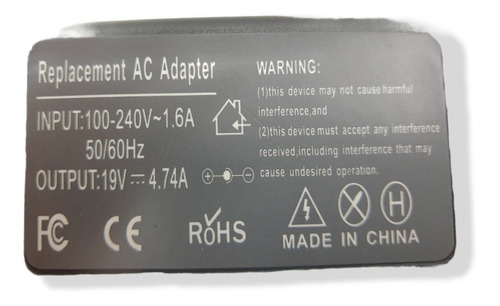 Replacement AC Adapter
INPUT:100-240V~1.6A
50/60Hz
OUTPUT:19V⎓4.74A
WARNING:
(1)this device may not cause harmful
interference,and
(2)this device must accept any interference
received,including interference that may
cause undesired operation.
FC CE RoHS
H
MADE IN CHINA